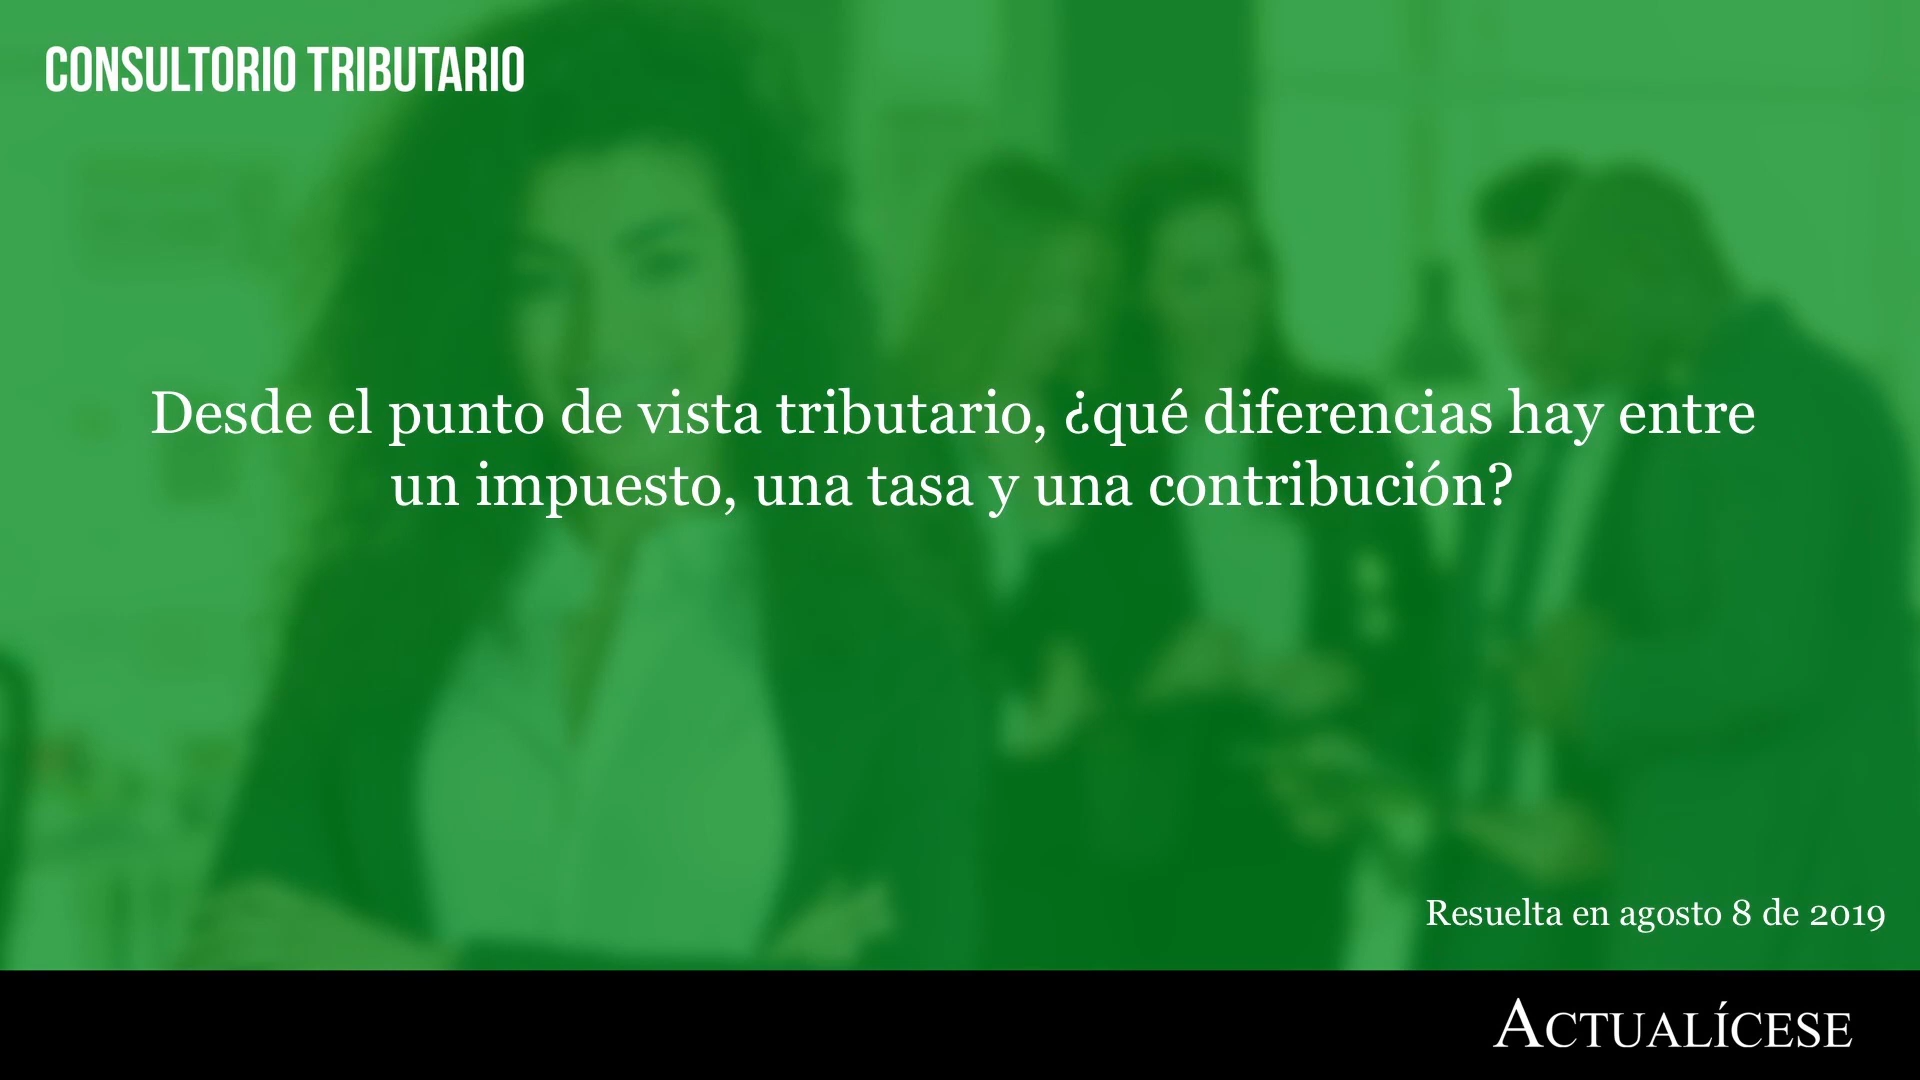 CONSULTORIO TRIBUTARIO
Desde el punto de vista tributario, ¿qué diferencias hay entre
un impuesto, una tasa y una contribución?
Resuelta en agosto 8 de 2019
ACTUALÍCESE